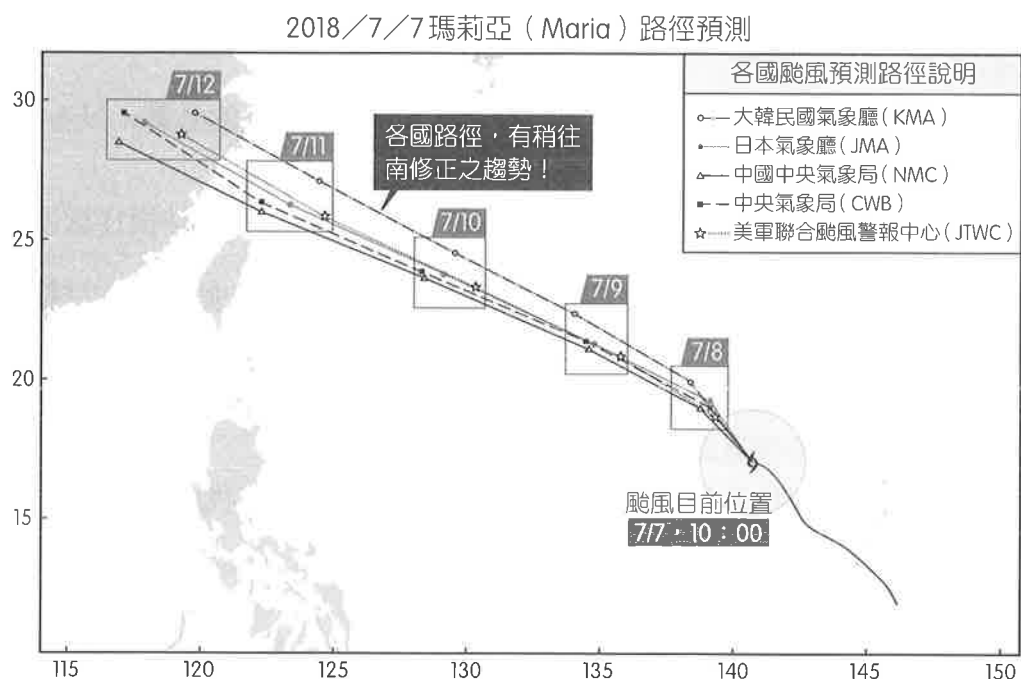 2018／7／7瑪莉亞（Maria）路徑預測
各國颱風預測路徑說明
大韓民國氣象廳（KMA）
日本氣象廳（JMA）
中國中央氣象局（NMC）
中央氣象局（CWB）
美軍聯合颱風警報中心（JTWC）
各國路徑，有稍往
南修正之趨勢！
7/12
7/11
7/10
7/9
7/8
颱風目前位置
7/7，10：00
30
25
20
15
115
120
125
130
135
140
145
150